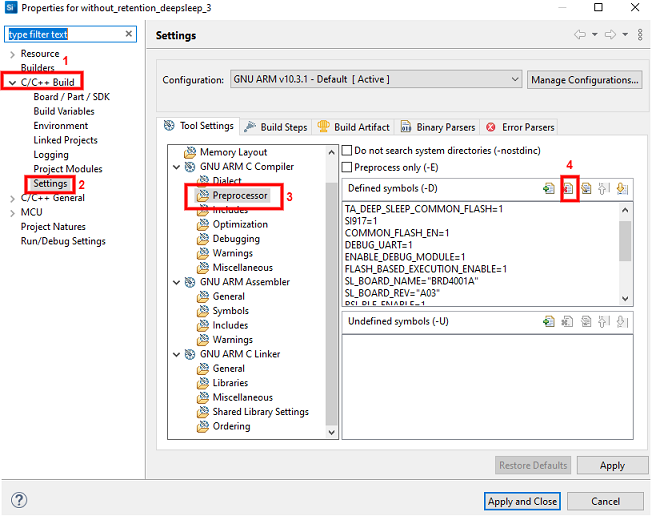 Si Properties for without_retention_deepsleep_3
type filter text
Settings
1
Resource
Builders
C/C++ Build
Board / Part / SDK
Build Variables
Environment
Linked Projects
Logging
Project Modules
Settings
2
C/C++ General
MCU
Project Natures
Run/Debug Settings
Configuration:
GNU ARM v10.3.1 - Default [ Active ]
Manage Configurations...
Tool Settings
Build Steps
Build Artifact
Binary Parsers
Error Parsers
Memory Layout
GNU ARM C Compiler
Dialect
Preprocessor
3
Includes
Optimization
Debugging
Warnings
Miscellaneous
GNU ARM Assembler
General
Symbols
Includes
Warnings
Miscellaneous
GNU ARM C Linker
General
Libraries
Miscellaneous
Shared Library Settings
Ordering
Do not search system directories (-nostdinc)
Preprocess only (-E)
4
Defined symbols (-D)
TA_DEEP_SLEEP_COMMON_FLASH=1
SI917=1
COMMON_FLASH_EN=1
DEBUG_UART=1
ENABLE_DEBUG_MODULE=1
FLASH_BASED_EXECUTION_ENABLE=1
SL_BOARD_NAME="BRD4001A"
SL_BOARD_REV="A03"
RSI_BLE_ENABLE=1
Undefined symbols (-U)
Restore Defaults
Apply
Apply and Close
Cancel